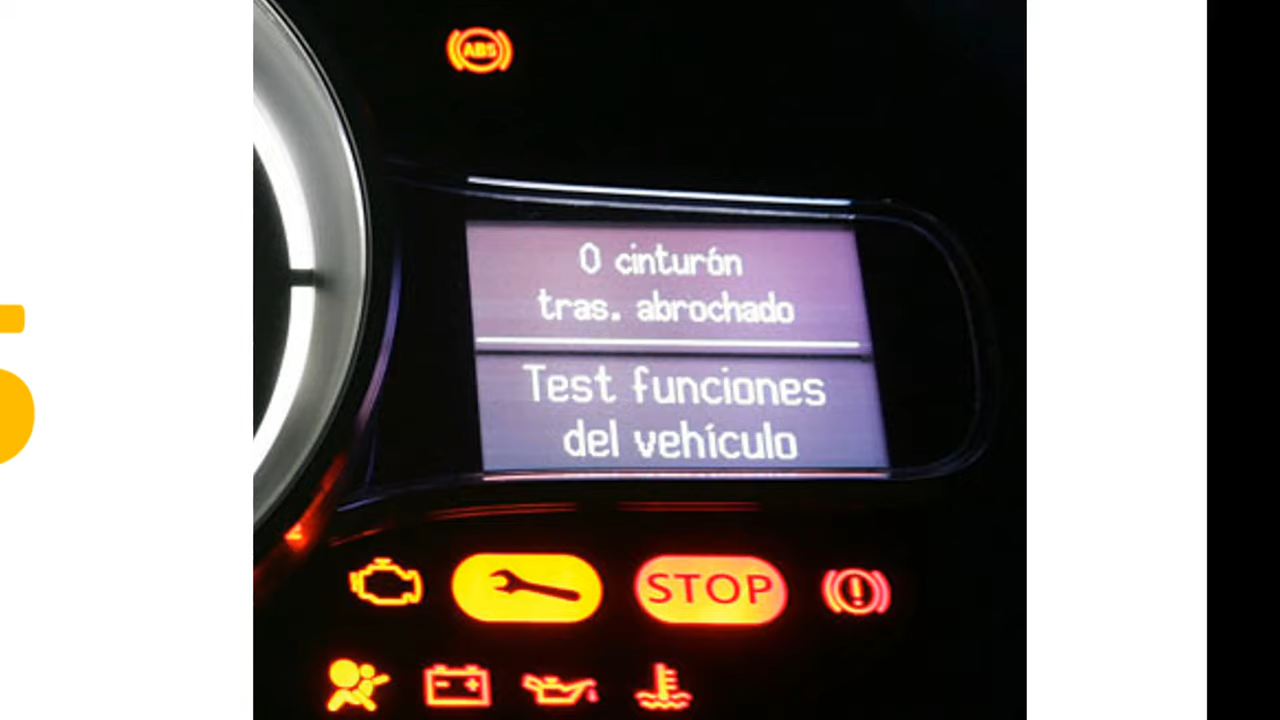 ABS
0 cinturón
tras. abrochado
Test funciones
del vehículo
STOP